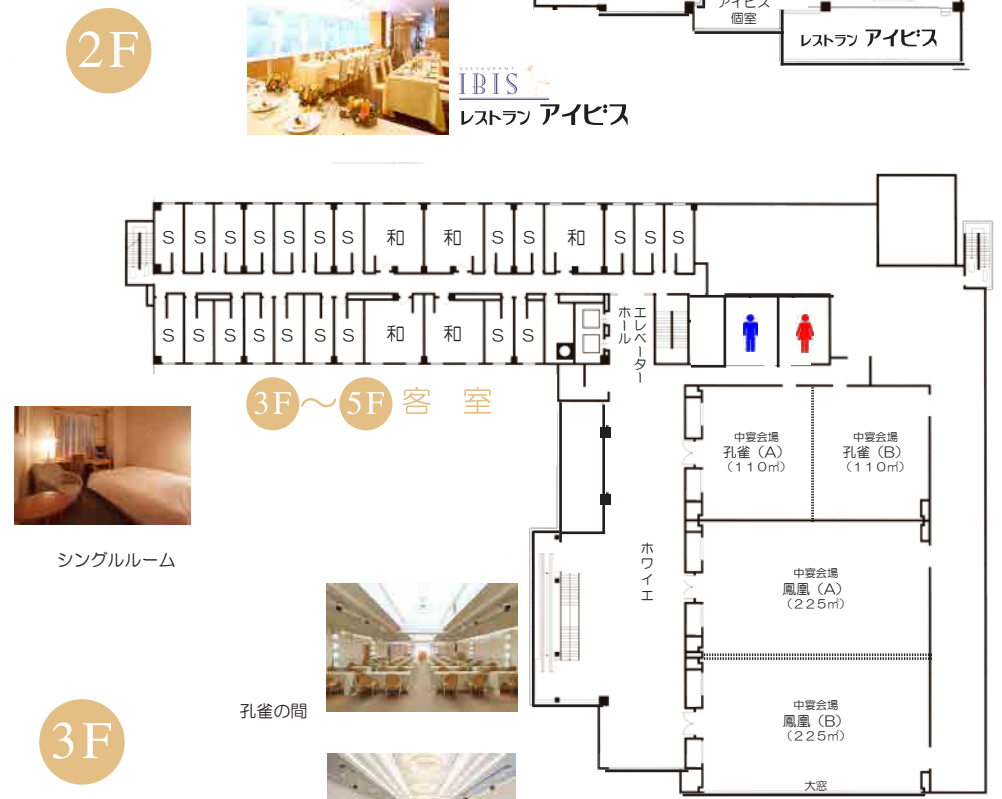 2F
アイビス
個室
レストラン アイビス
RESTAURANT
IBIS
レストラン アイビス
S S S S S S S 和 和 S S 和 S S S
S S S S S S S 和 和 S S
エレベーター
ホール
3F～5F 客 室
中宴会場
孔雀（A）
（110㎡）
中宴会場
孔雀（B）
（110㎡）
シングルルーム
ホワイエ
中宴会場
鳳凰（A）
（225㎡）
孔雀の間
3F
中宴会場
鳳凰（B）
（225㎡）
大窓